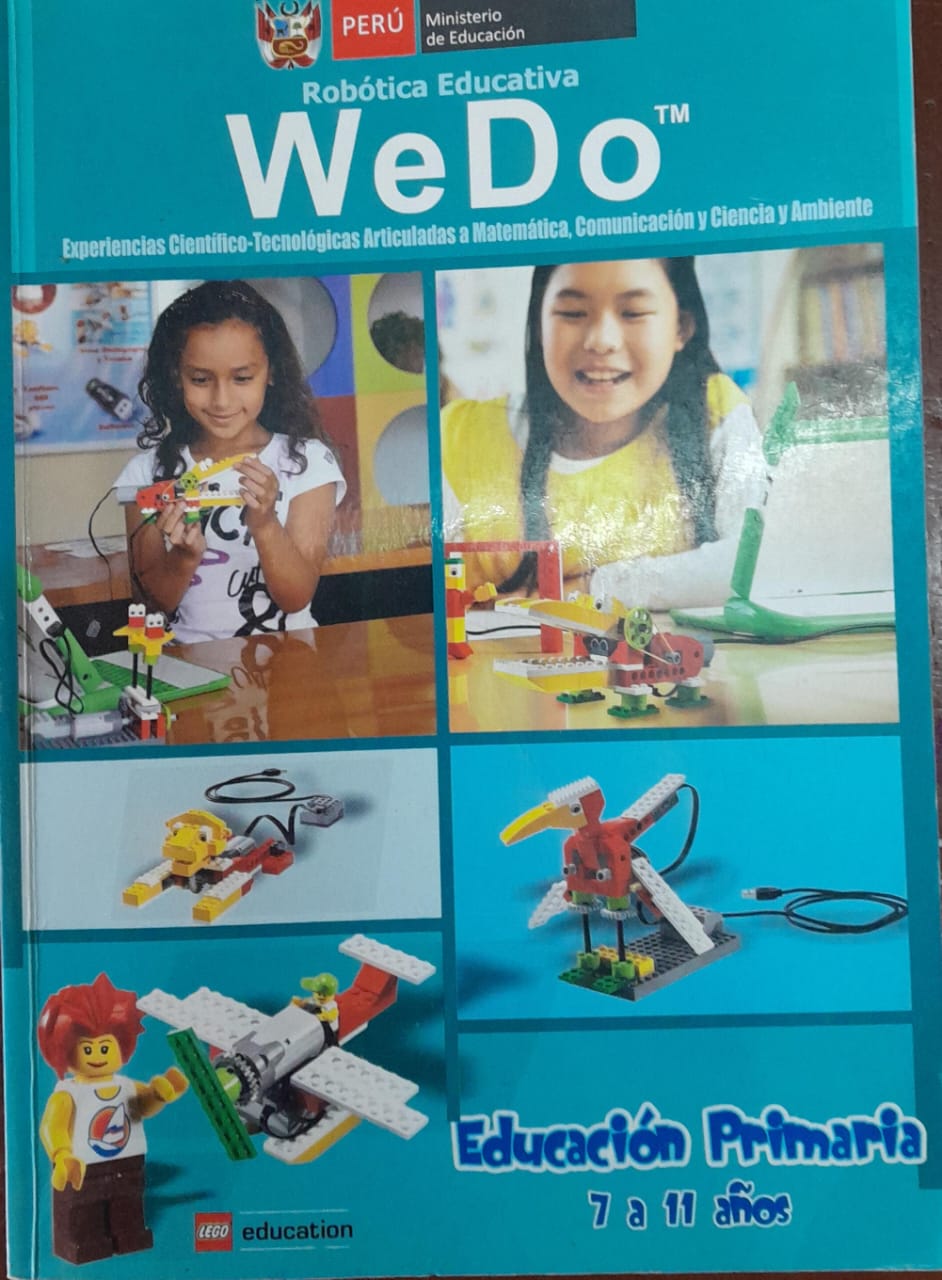 PERÚ
Ministerio
de Educación
Robótica Educativa
WeDo™
Experiencias Científico-Tecnológicas Articuladas a Matemática, Comunicación y Ciencia y Ambiente
Educación Primaria
7 a 11 años
LEGO education